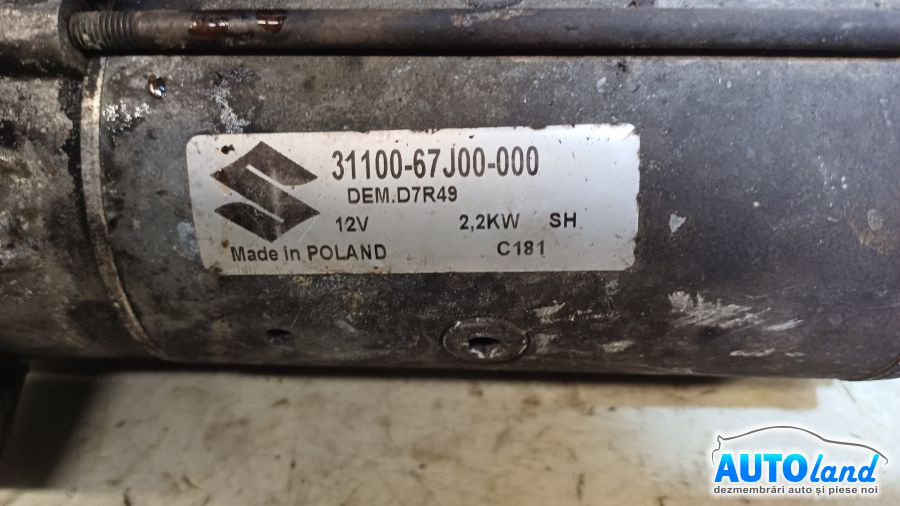 31100-67J00-000
DEM.D7R49
12V 2,2KW SH
Made in POLAND C181
AUTOland
dezmembrări auto și piese noi